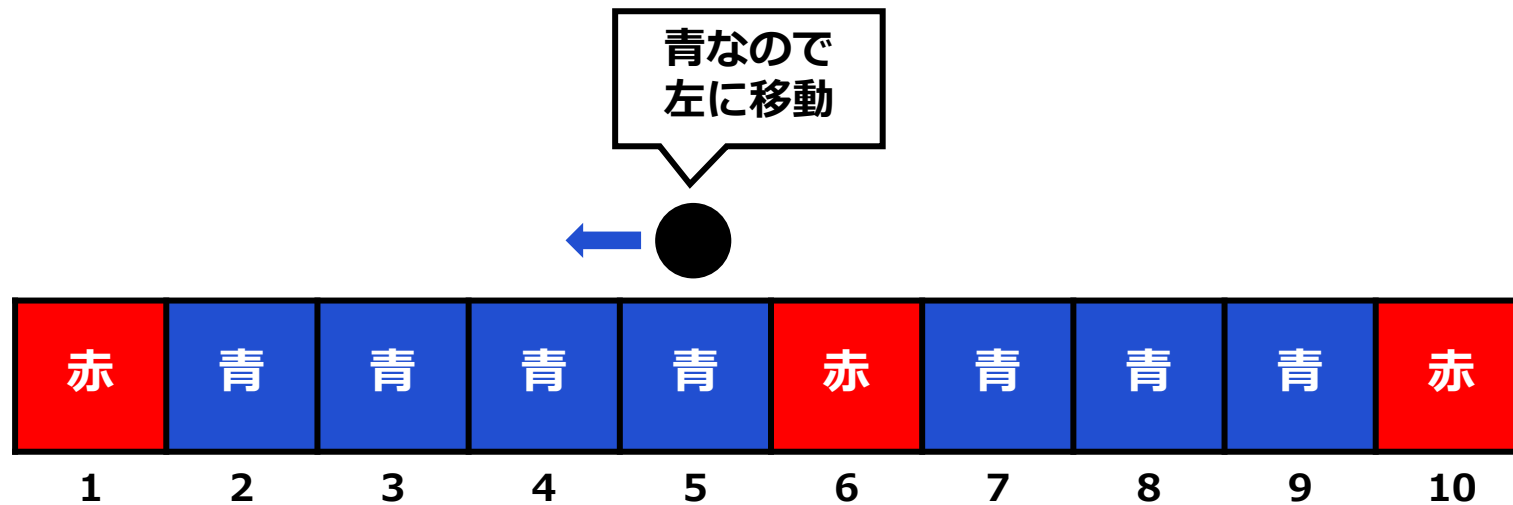 青なので
左に移動
赤 青 青 青 青 赤 青 青 青 赤
1 2 3 4 5 6 7 8 9 10